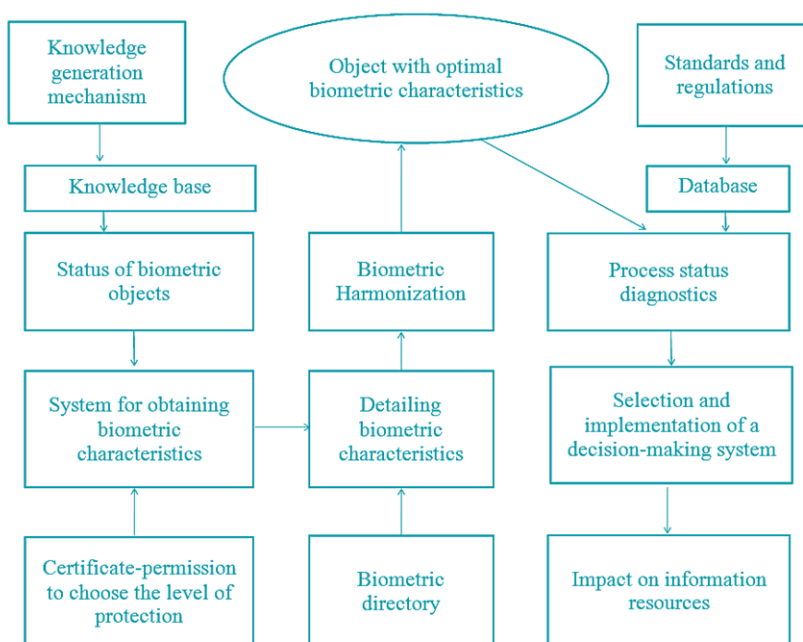 Knowledge
generation
mechanism
Object with optimal
biometric characteristics
Standards and
regulations
Knowledge base
Database
Status of biometric
objects
Biometric
Harmonization
Process status
diagnostics
System for obtaining
biometric
characteristics
Detailing
biometric
characteristics
Selection and
implementation of a
decision-making system
Certificate-permission
to choose the level of
protection
Biometric
directory
Impact on information
resources